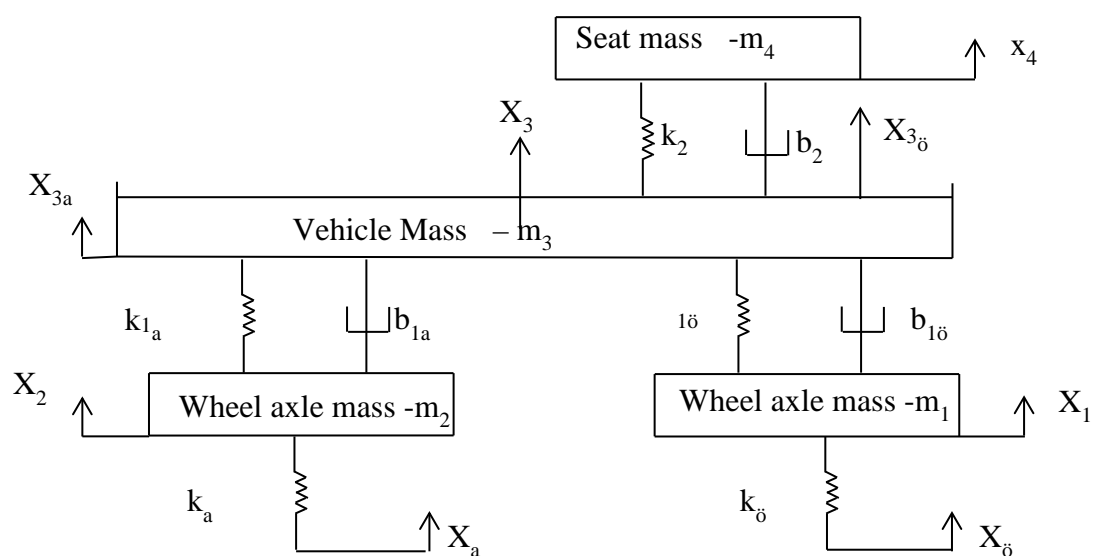 Seat mass -m₄
x₄
X₃
k₂
b₂
X₃ö
X₃ₐ
Vehicle Mass – m₃
k₁ₐ
b₁ₐ
1ö
b₁ö
X₂
Wheel axle mass -m₂
Wheel axle mass -m₁
X₁
kₐ
Xₐ
kö
Xö